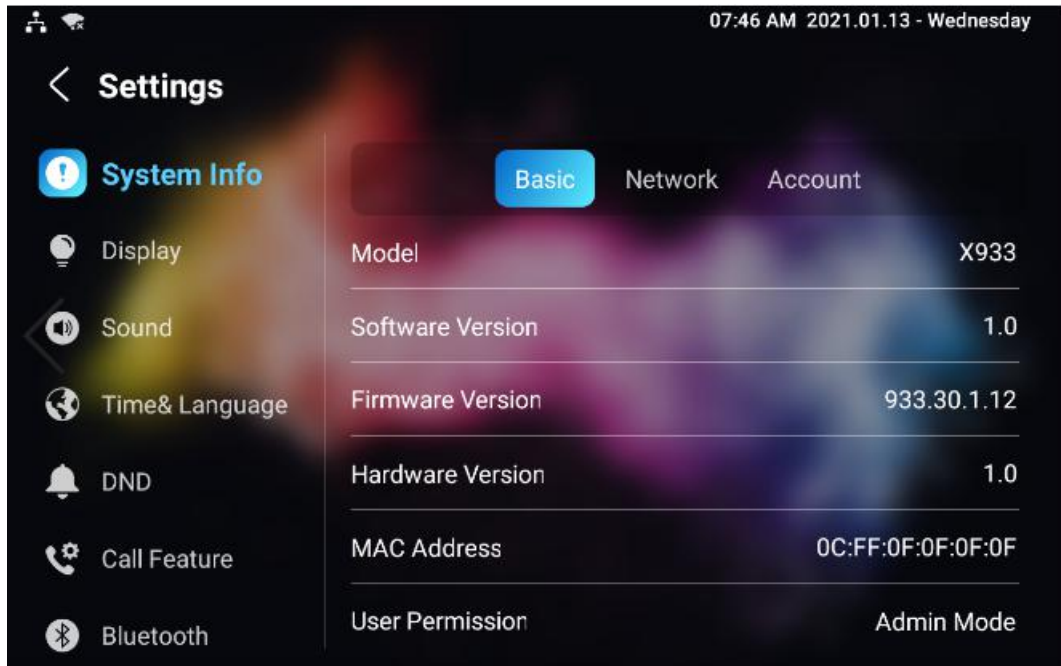 07:46 AM 2021.01.13 - Wednesday
Settings
System Info
Display
Sound
Time& Language
DND
Call Feature
Bluetooth
Basic Network Account
Model X933
Software Version 1.0
Firmware Version 933.30.1.12
Hardware Version 1.0
MAC Address 0C:FF:0F:0F:0F:0F
User Permission Admin Mode